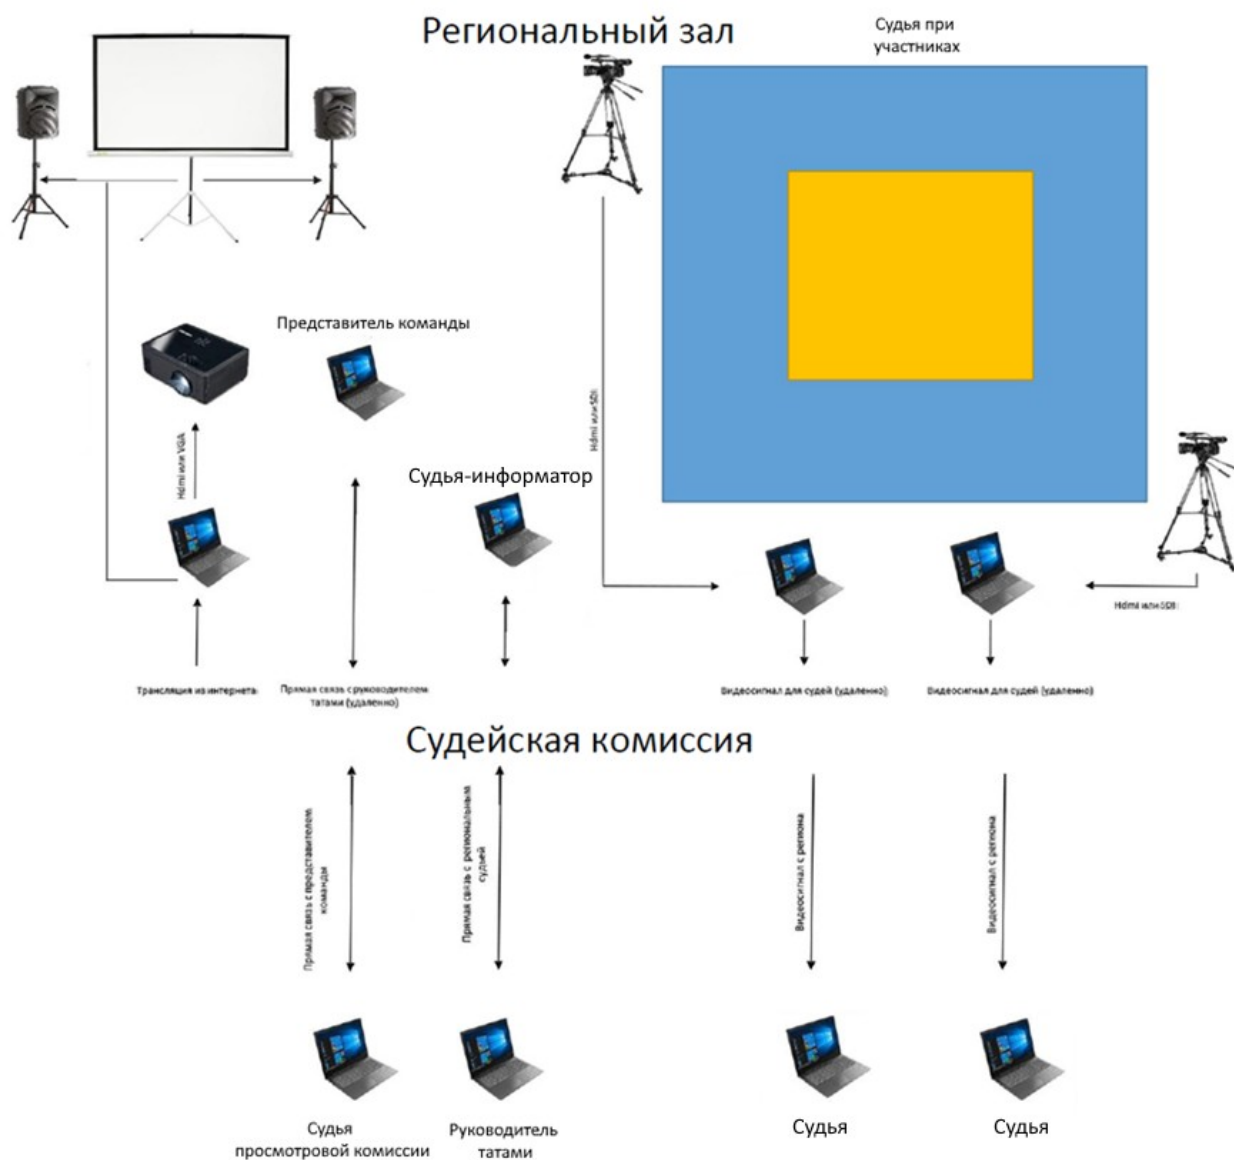 Региональный зал
Судья при
участниках
Представитель команды
Hdmi или VGA
Судья-информатор
Hdmi или SDI
Hdmi или SDI
Трансляция из интернета
Прямая связь с руководителем
татами (удаленно)
Видеосигнал для судей (удаленно)
Видеосигнал для судей (удаленно)
Судейская комиссия
Прямая связь с представителем
команды
Прямая связь с региональным
судьей
Видеосигнал с региона
Видеосигнал с региона
Судья
просмотровой комиссии
Руководитель
татами
Судья
Судья